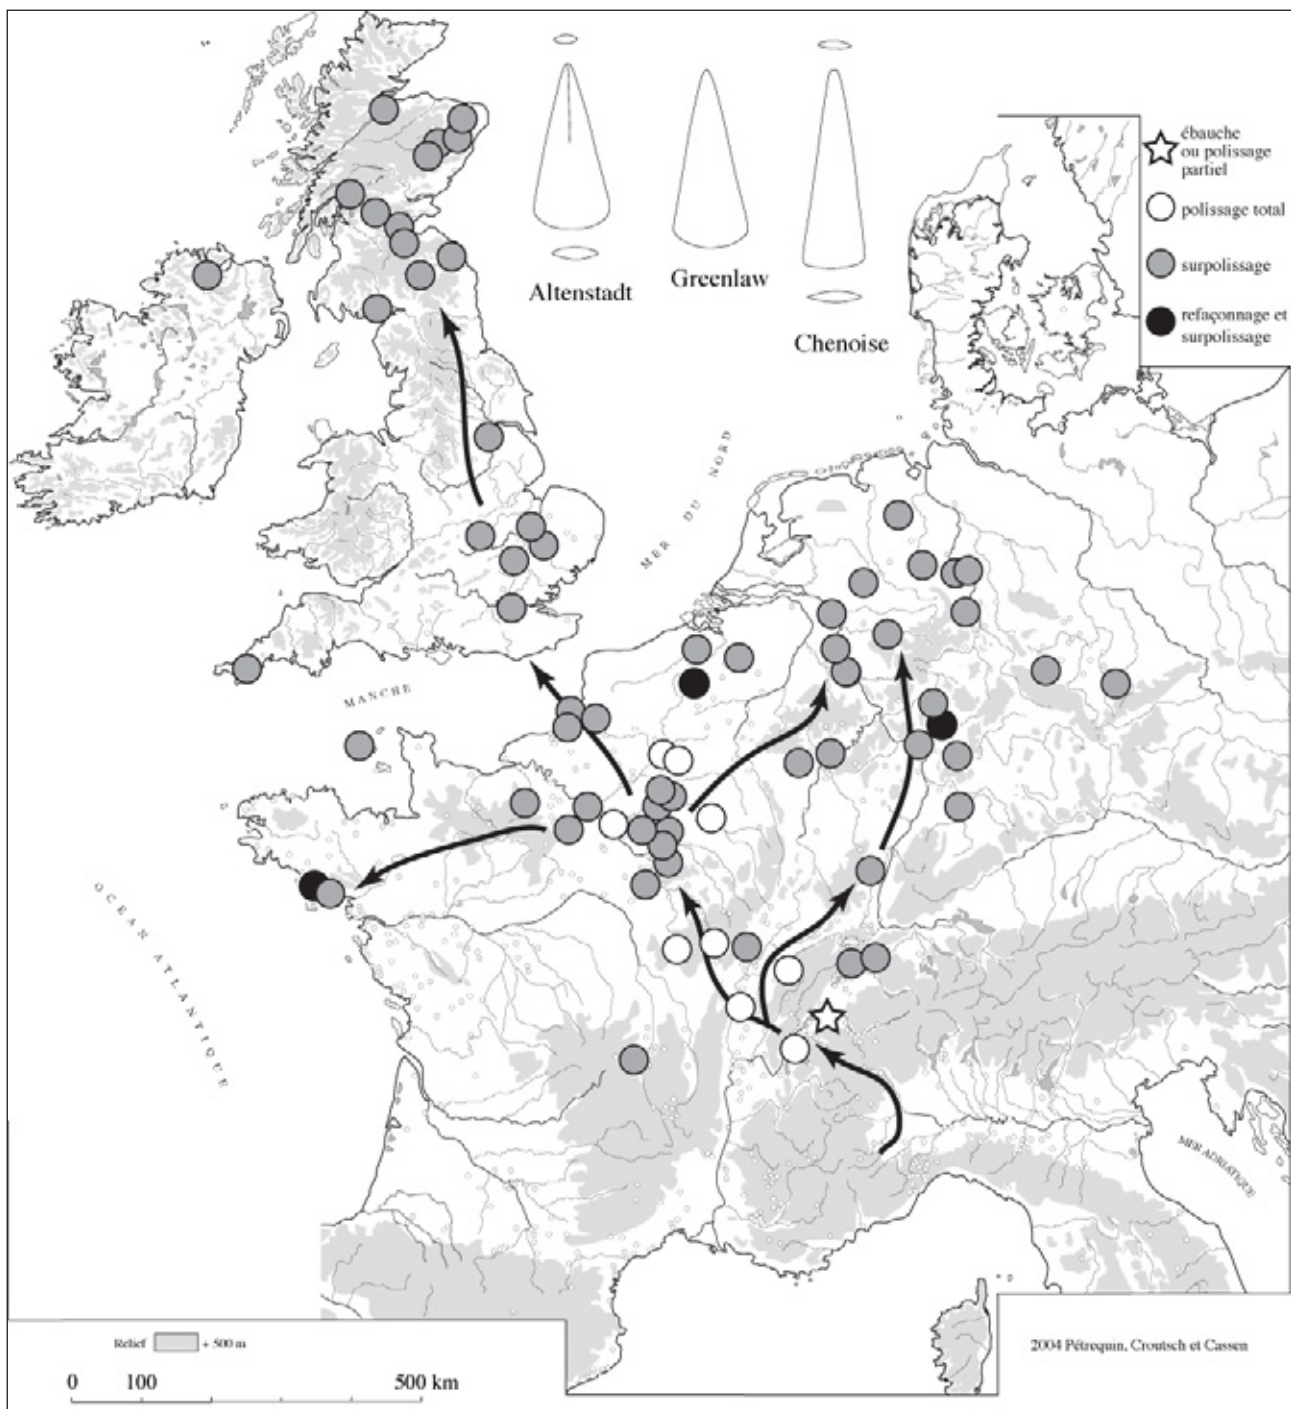 Altenstadt
Greenlaw
Chenoise
ébauche
ou polissage
partiel
polissage total
surpolissage
refaçonnage et
surpolissage
MER DU NORD
MANCHE
OCEAN ATLANTIQUE
MER ADRIATIQUE
Relief + 500 m
2004 Pétrequin, Croutsch et Cassen
0 100 500 km